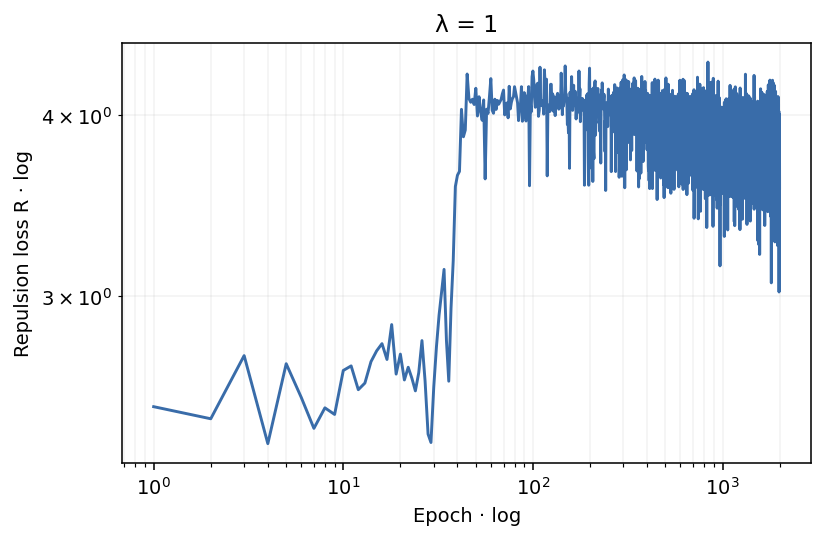 λ = 1
Repulsion loss R · log
4 × 10⁰
3 × 10⁰
10⁰ 10¹ 10² 10³
Epoch · log